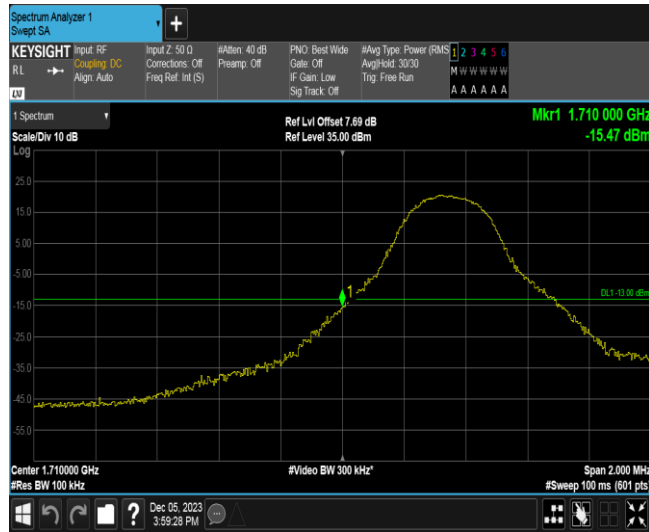 Spectrum Analyzer 1
Swept SA
KEYSIGHT
RL
LXI
Input: RF
Coupling: DC
Align: Auto
Input Z: 50 Ω
Corrections: Off
Freq Ref: Int (S)
#Atten: 40 dB
Preamp: Off
PNO: Best Wide
Gate: Off
IF Gain: Low
Sig Track: Off
#Avg Type: Power (RMS
Avg|Hold: 30/30
Trig: Free Run
1 2 3 4 5 6
M W W W W W
A A A A A A
1 Spectrum
Scale/Div 10 dB
Log
Ref Lvl Offset 7.69 dB
Ref Level 35.00 dBm
Mkr1 1.710 000 GHz
-15.47 dBm
25.0
15.0
5.00
-5.00
-15.0
-25.0
-35.0
-45.0
-55.0
1
DL1 -13.00 dBm
Center 1.710000 GHz
#Res BW 100 kHz
#Video BW 300 kHz*
Span 2.000 MHz
#Sweep 100 ms (601 pts)
Dec 05, 2023
3:59:28 PM